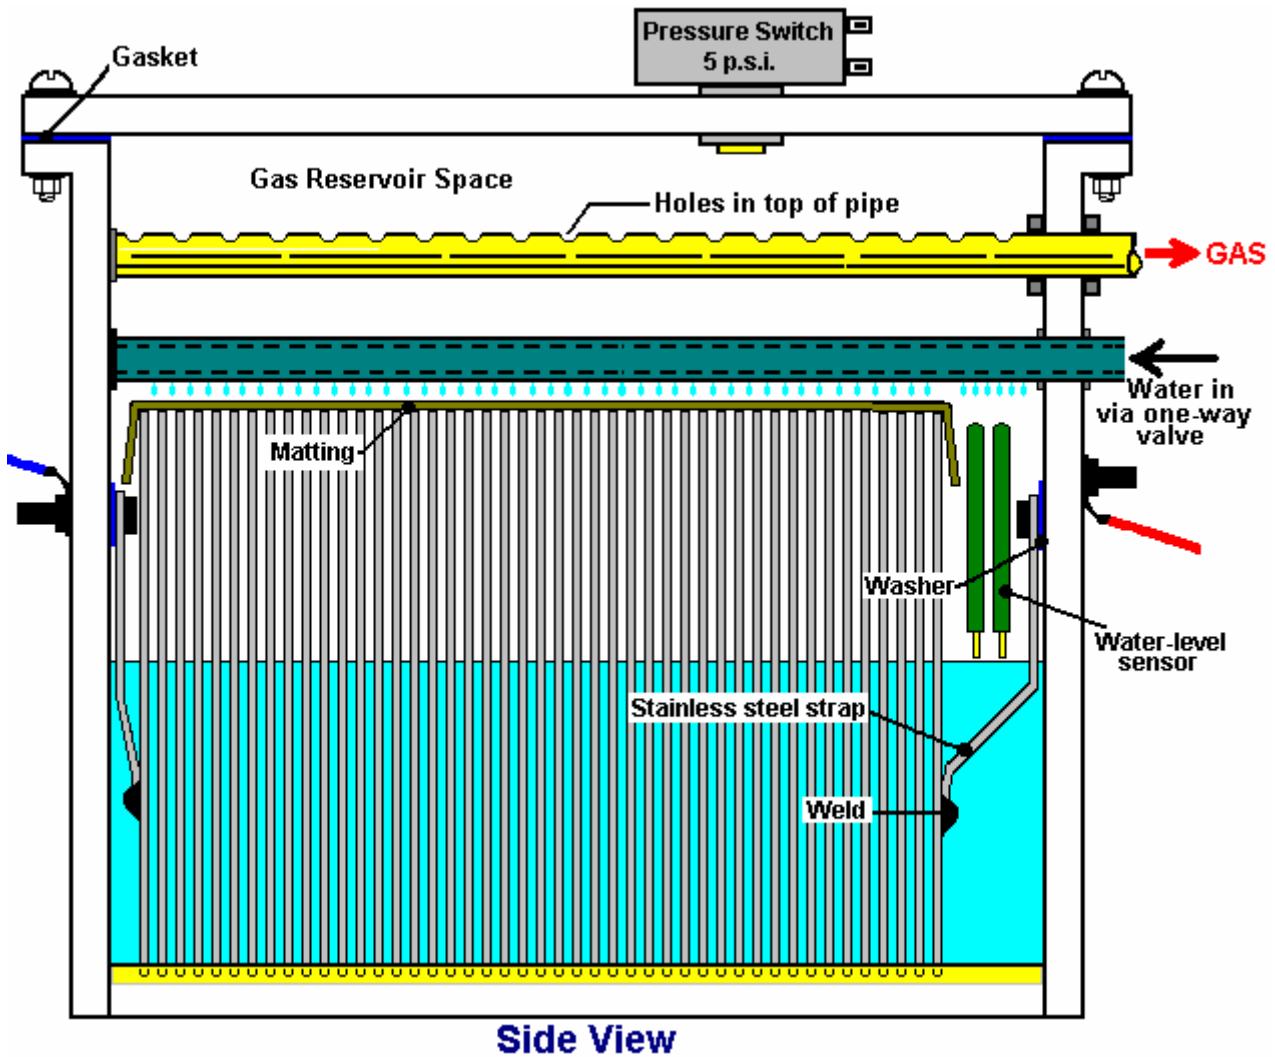 Pressure Switch
5 p.s.i.
Gasket
Gas Reservoir Space
Holes in top of pipe
GAS
Water in
via one-way
valve
Matting
Washer
Water-level
sensor
Stainless steel strap
Weld
Side View